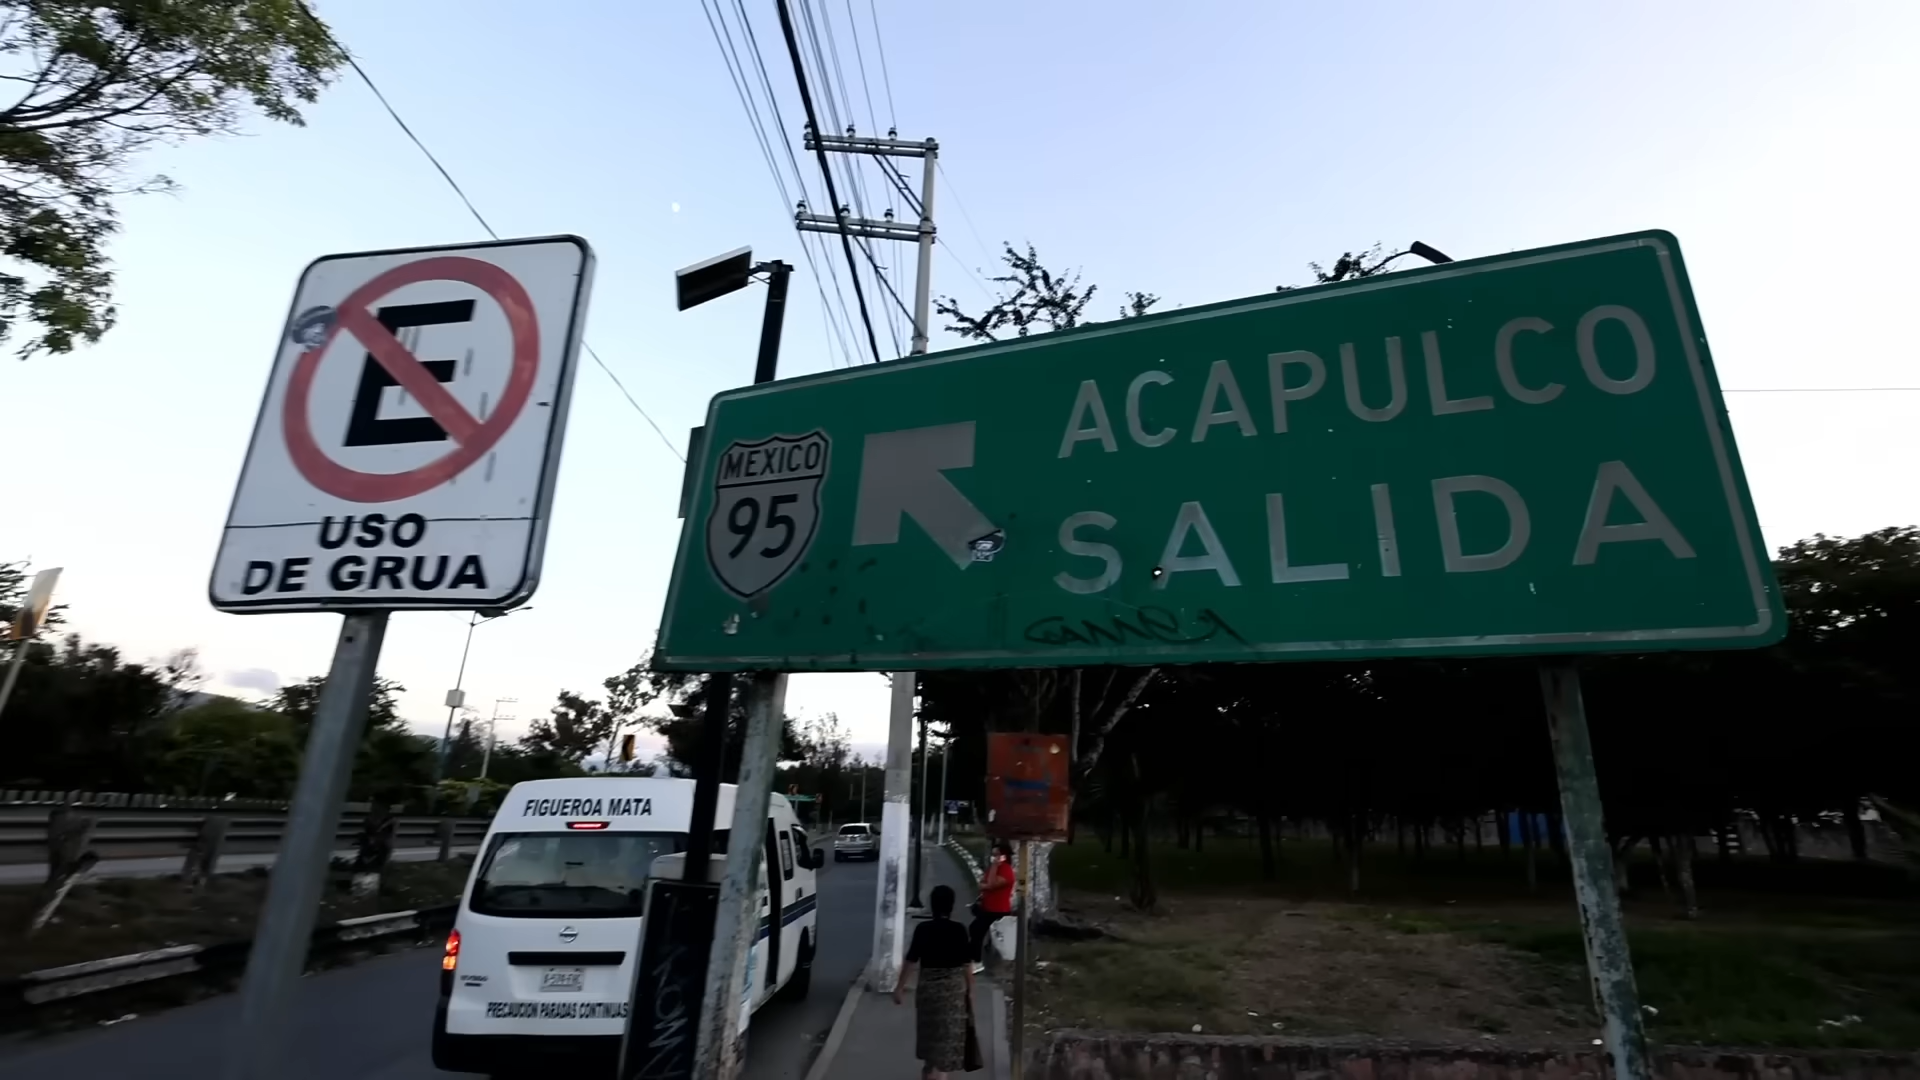 E
USO
DE GRUA
MEXICO
95
ACAPULCO
SALIDA
FIGUEROA MATA
PRECAUCION PARADAS CONTINUAS